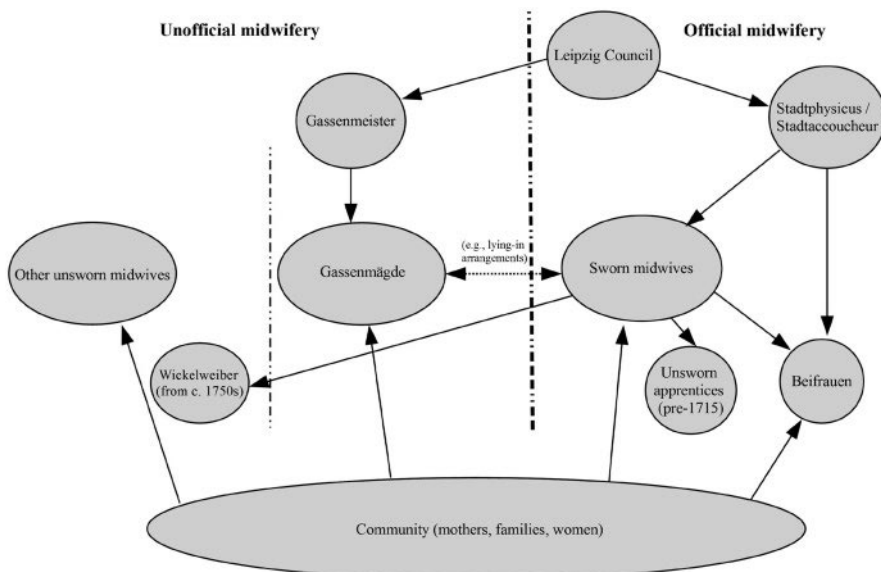 Unofficial midwifery
Official midwifery
Leipzig Council
Gassenmeister
Stadtphysicus /
Stadtaccoucheur
(e.g., lying-in
arrangements)
Other unsworn midwives
Gassenmägde
Sworn midwives
Wickelweiber
(from c. 1750s)
Unsworn
apprentices
(pre-1715)
Beifrauen
Community (mothers, families, women)